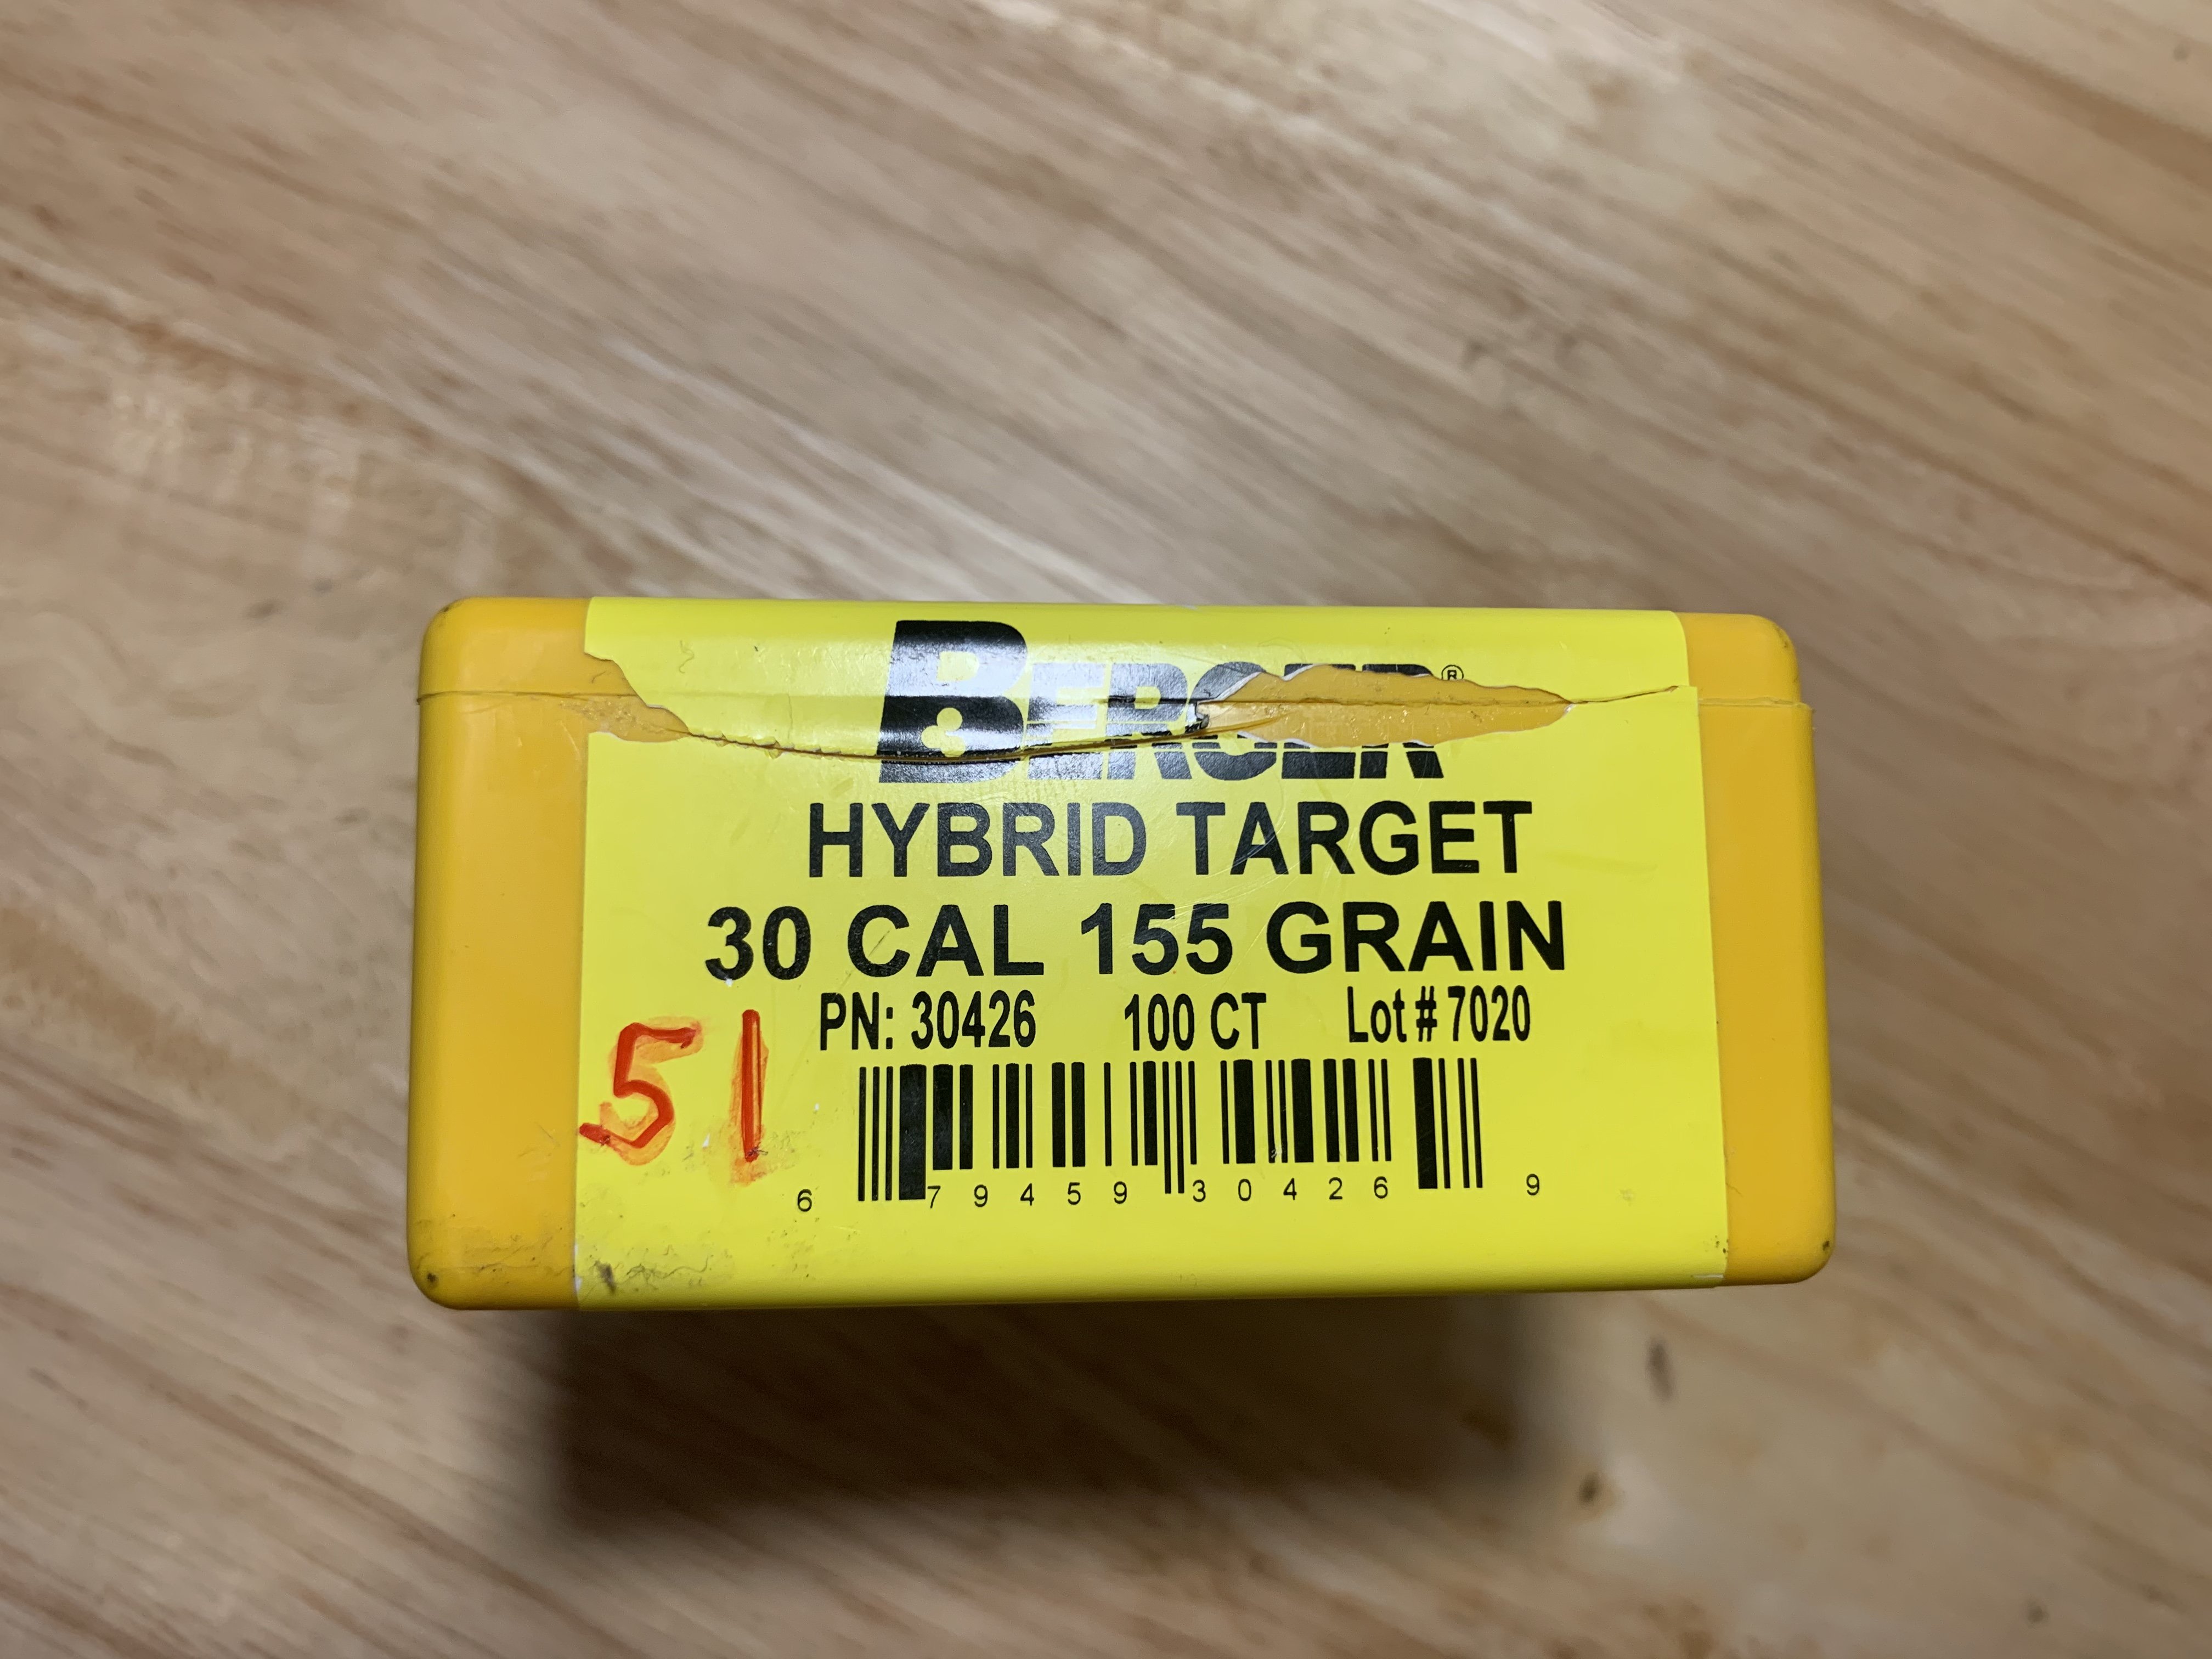 BERGER®
HYBRID TARGET
30 CAL 155 GRAIN
PN: 30426 100 CT Lot # 7020
51
6 79459 30426 9